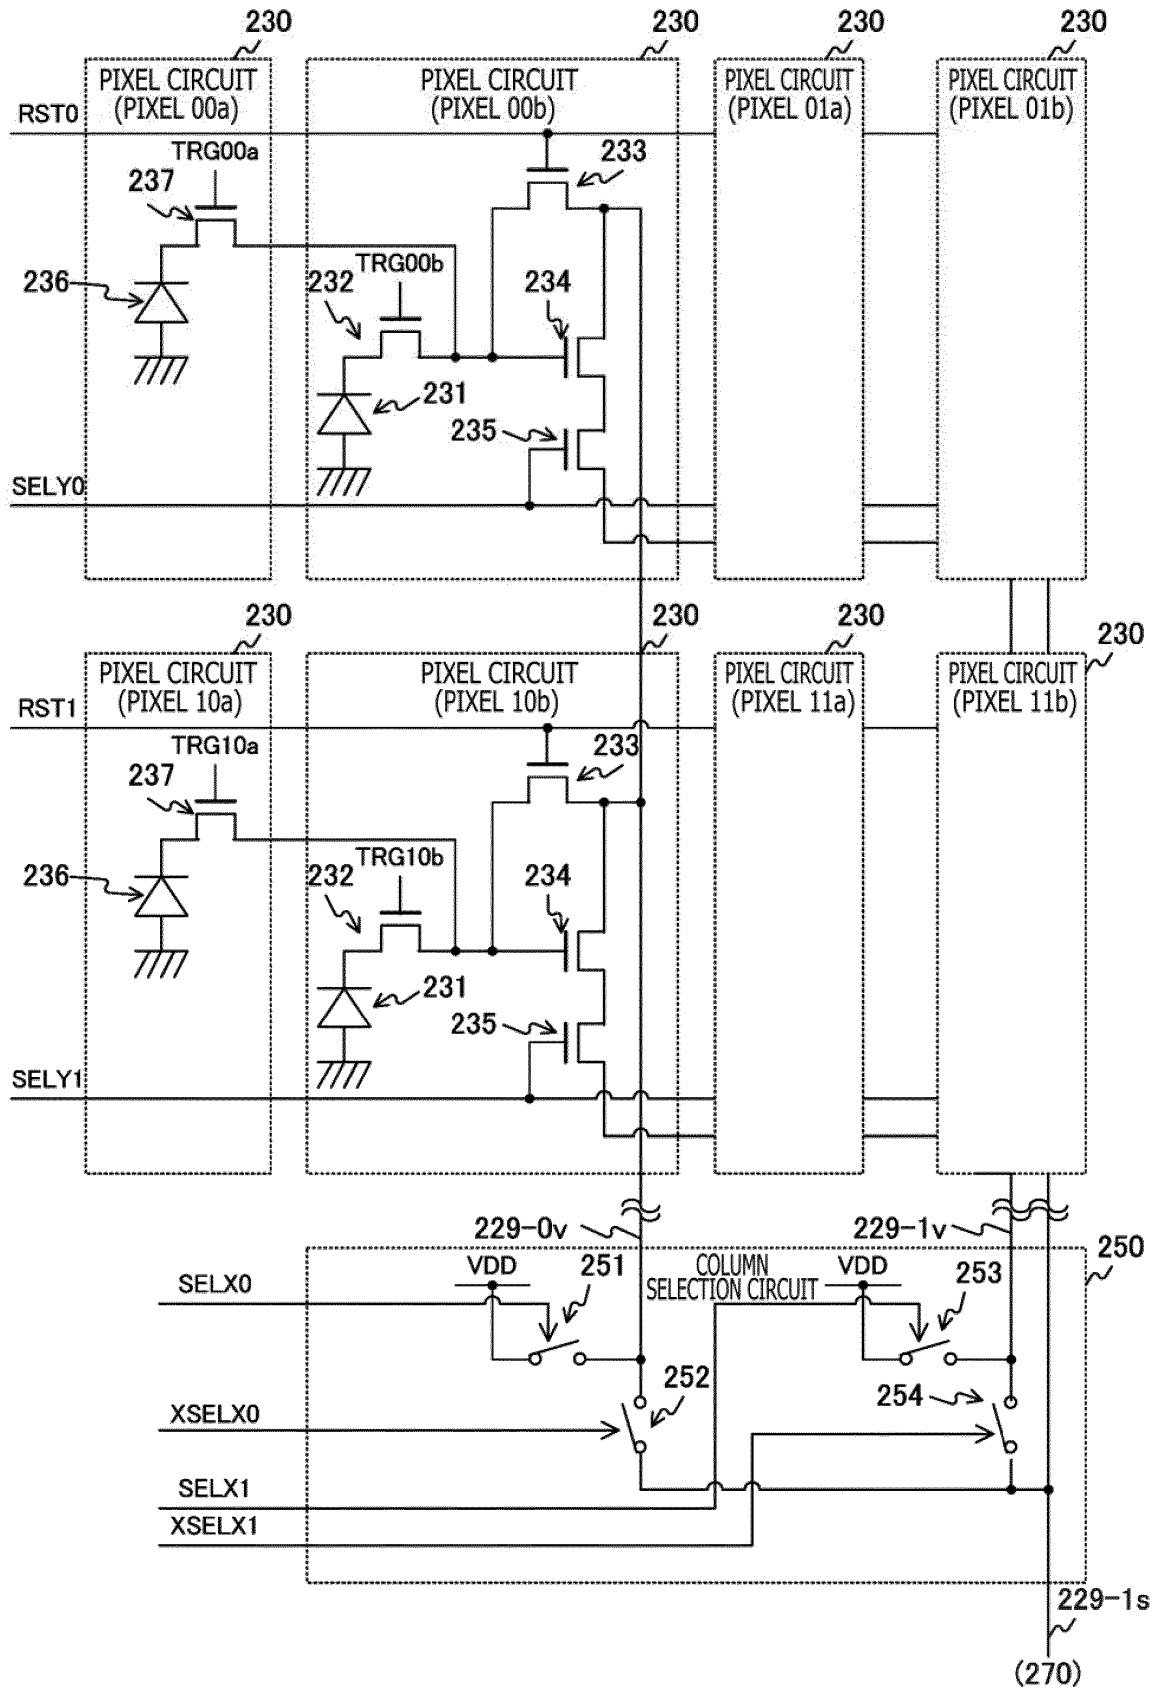 230 230 230 230
PIXEL CIRCUIT PIXEL CIRCUIT PIXEL CIRCUIT PIXEL CIRCUIT
(PIXEL 00a) (PIXEL 00b) (PIXEL 01a) (PIXEL 01b)
RST0
TRG00a
233
237
TRG00b
236 232 234
231
235
SELY0
230 230 230
230
PIXEL CIRCUIT PIXEL CIRCUIT PIXEL CIRCUIT PIXEL CIRCUIT
(PIXEL 10a) (PIXEL 10b) (PIXEL 11a) (PIXEL 11b)
RST1
TRG10a
233
237
TRG10b
236 232 234
231
235
SELY1
229-0v 229-1v
250
VDD 251 COLUMN VDD 253
SELX0 SELECTION CIRCUIT
252 254
XSELX0
SELX1
XSELX1
229-1s
(270)